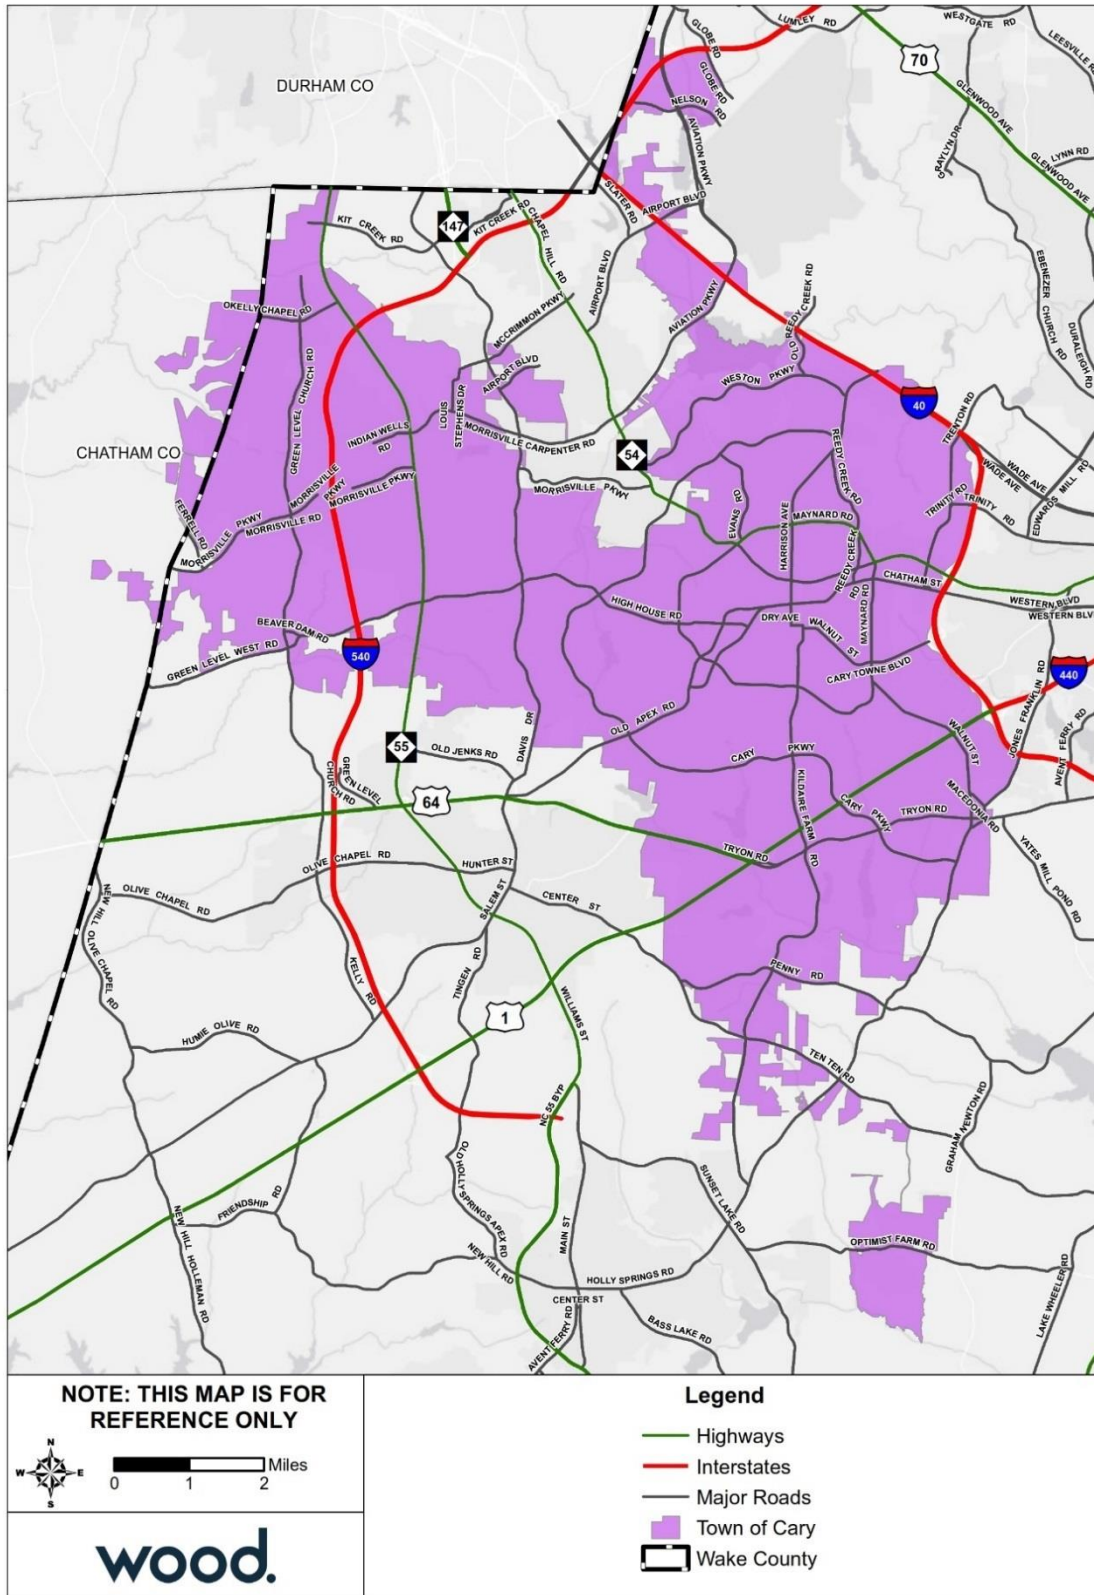 GLOBE RD
LUMLEY RD
WESTGATE RD
LEESVILLE RD
70
GLOBE RD
GLENWOOD AVE
DURHAM CO
NELSON RD
AVIATION PKWY
GRAYLYN DR
LYNN RD
GLENWOOD AVE
SLATER RD
AIRPORT BLVD
KIT CREEK RD
147
KIT CREEK RD
CHAPEL HILL RD
EBENEZER CHURCH RD
AIRPORT BLVD
OLD REEDY CREEK RD
OKELLY CHAPEL RD
MCCRIMMON PKWY
AVIATION PKWY
DURALEIGH RD
GREEN LEVEL CHURCH RD
AIRPORT BLVD
WESTON PKWY
40
LOUIS STEPHENS DR
TRENTON RD
INDIAN WELLS RD
MORRISVILLE CARPENTER RD
REEDY CREEK RD
CHATHAM CO
54
WADE AVE
WADE AVE
MORRISVILLE PKWY
MORRISVILLE PKWY
MORRISVILLE PKWY
EVANS RD
HARRISON AVE
MAYNARD RD
TRINITY RD
TRINITY RD
EDWARDS MILL RD
FERRELL RD
MORRISVILLE PKWY
MORRISVILLE RD
REEDY CREEK RD
CHATHAM ST
MAYNARD RD
WESTERN BLVD
WESTERN BLVD
HIGH HOUSE RD
DRY AVE
WALNUT ST
BEAVER DAM RD
GREEN LEVEL WEST RD
540
CARY TOWNE BLVD
440
JONES FRANKLIN RD
AVENT FERRY RD
OLD APEX RD
DAVIS DR
WALNUT ST
55
OLD JENKS RD
CARY PKWY
GREEN LEVEL CHURCH RD
KILDAIRE FARM RD
MACEDONIA RD
64
CARY PKWY
TRYON RD
TRYON RD
YATES MILL POND RD
OLIVE CHAPEL RD
HUNTER ST
OLIVE CHAPEL RD
SALEM ST
CENTER ST
NEW HILL OLIVE CHAPEL RD
KELLY RD
TINGEN RD
PENNY RD
WILLIAMS ST
1
HUMIE OLIVE RD
TEN TEN RD
NC 55 BYP
GRAHAM NEWTON RD
OLD HOLLY SPRINGS APEX RD
SUNSET LAKE RD
FRIENDSHIP RD
NEW HILL HOLLEMAN RD
MAIN ST
OPTIMIST FARM RD
NEW HILL RD
HOLLY SPRINGS RD
LAKE WHEELER RD
CENTER ST
AVENT FERRY RD
BASS LAKE RD
NOTE: THIS MAP IS FOR
REFERENCE ONLY
N
W E
S
Miles
0 1 2
wood.
Legend
Highways
Interstates
Major Roads
Town of Cary
Wake County